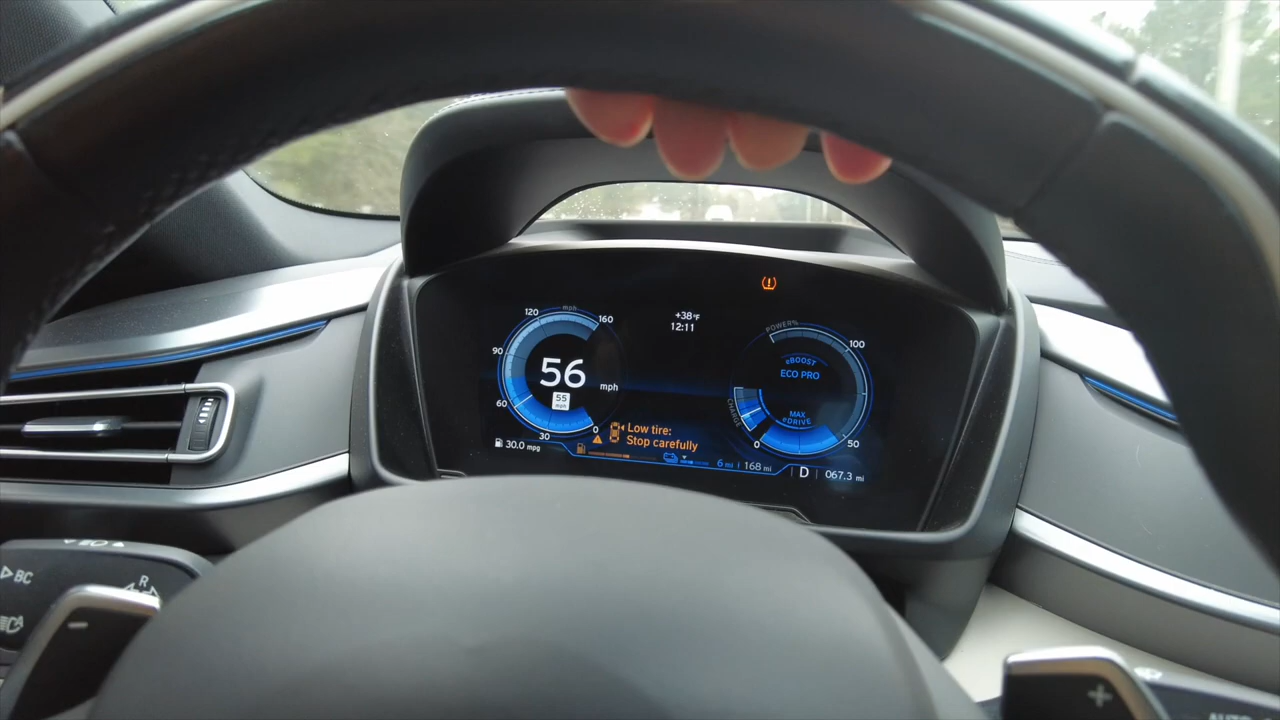 +38°F
12:11
120
mph
160
90
60
30
0
56
mph
55
mph
30.0 mpg
Low tire:
Stop carefully
6 mi
168 mi
D
067.3 mi
POWER%
100
50
0
CHARGE
eBOOST
ECO PRO
MAX
eDRIVE
BC
R
-
+